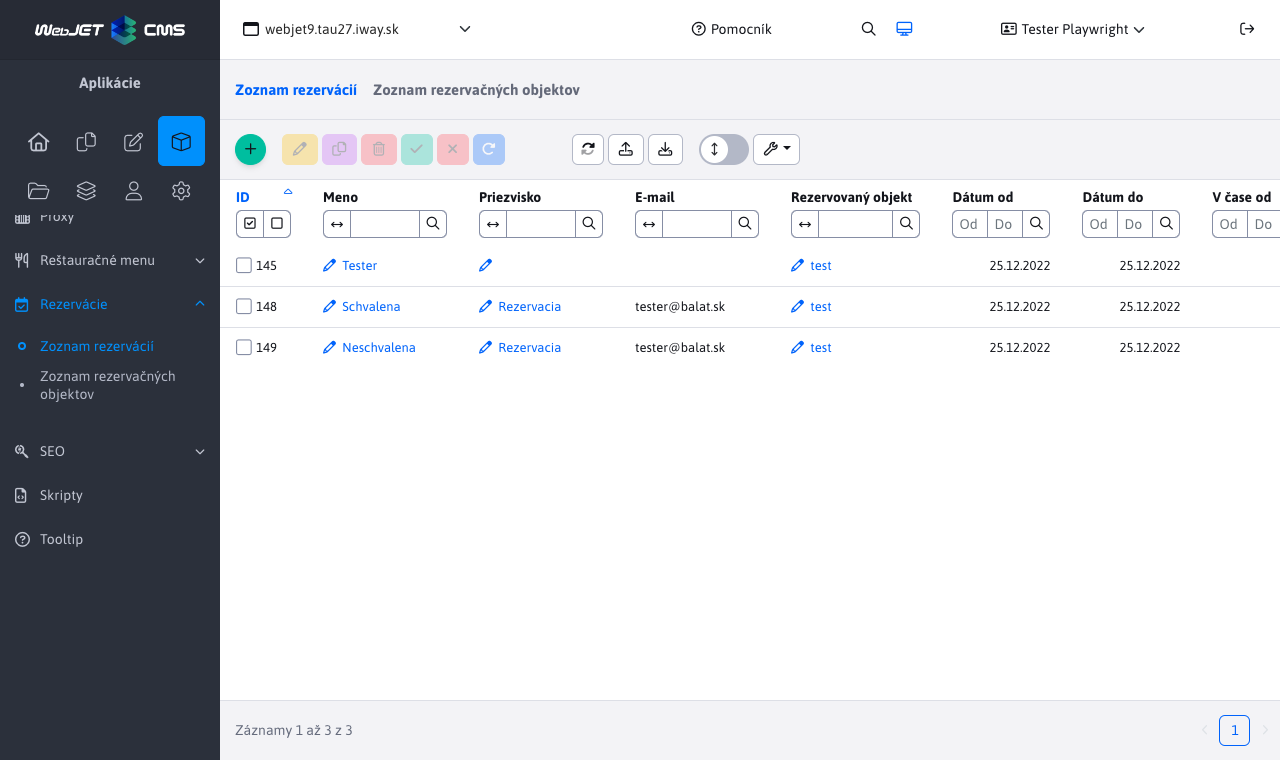 WebJET CMS
webjet9.tau27.iway.sk
Pomocník
Tester Playwright
Aplikácie
Proxy
Reštauračné menu
Rezervácie
Zoznam rezervácií
Zoznam rezervačných
objektov
SEO
Skripty
Tooltip
Zoznam rezervácií Zoznam rezervačných objektov
ID Meno Priezvisko E-mail Rezervovaný objekt Dátum od Dátum do V čase od
Od Do Od Do Od Do
145 Tester test 25.12.2022 25.12.2022
148 Schvalena Rezervacia tester@balat.sk test 25.12.2022 25.12.2022
149 Neschvalena Rezervacia tester@balat.sk test 25.12.2022 25.12.2022
Záznamy 1 až 3 z 3
1